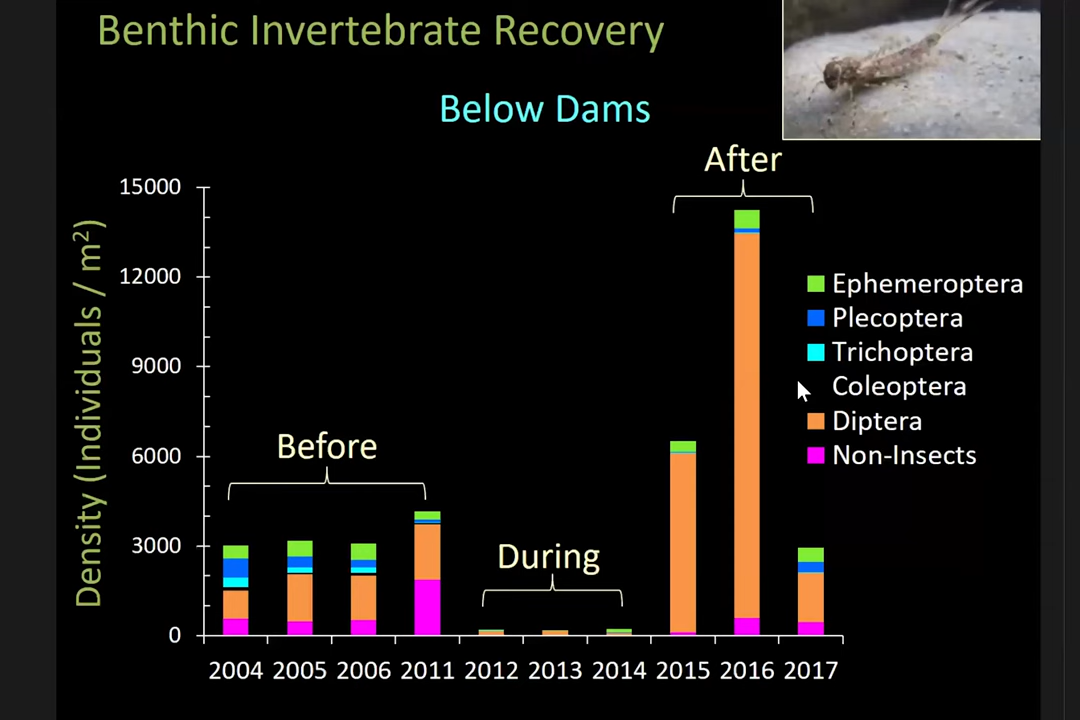 Benthic Invertebrate Recovery
Below Dams
After
15000
12000
9000
6000
3000
0
Density (Individuals / m²)
Before
During
Ephemeroptera
Plecoptera
Trichoptera
Coleoptera
Diptera
Non-Insects
2004 2005 2006 2011 2012 2013 2014 2015 2016 2017